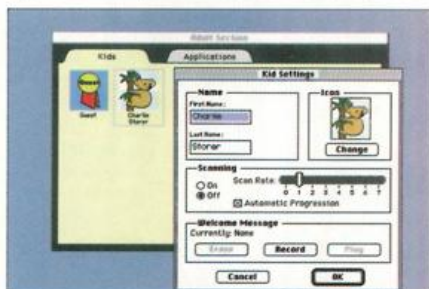 Adult Section
Kids
Applications
Guest
Charlie
Storer
Kid Settings
Name
First Name:
Charlie
Last Name:
Storer
Icon
Change
Scanning
On
Off
Scan Rate:
0 1 2 3 4 5 6 7
Automatic Progression
Welcome Message
Currently: None
Erase
Record
Play
Cancel
OK